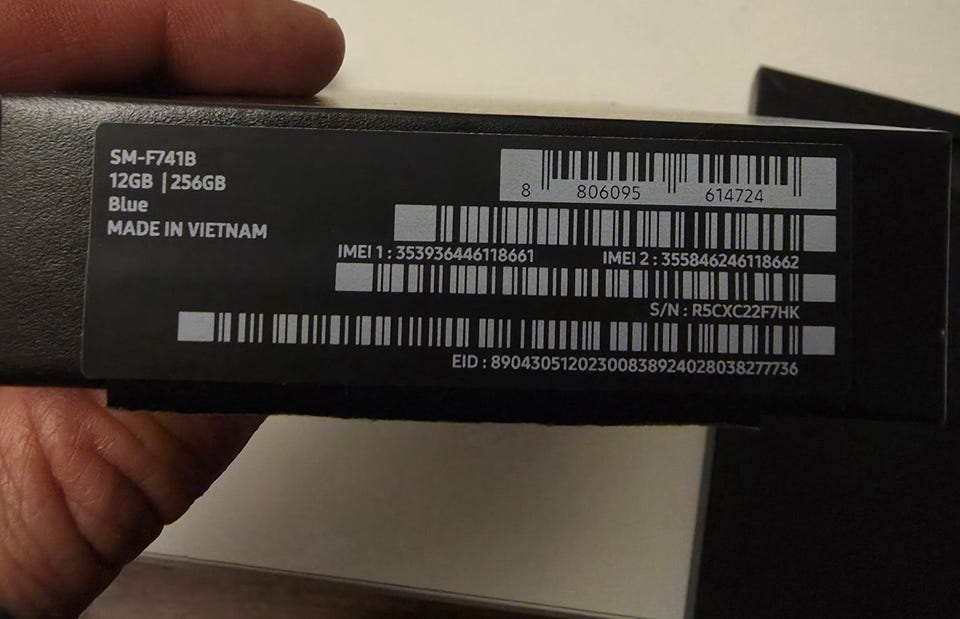 SM-F741B
12GB | 256GB
Blue
MADE IN VIETNAM
8 806095 614724
IMEI 1 : 353936446118661 IMEI 2 : 355846246118662
S/N : R5CXC22F7HK
EID : 89043051202300838924028038277736